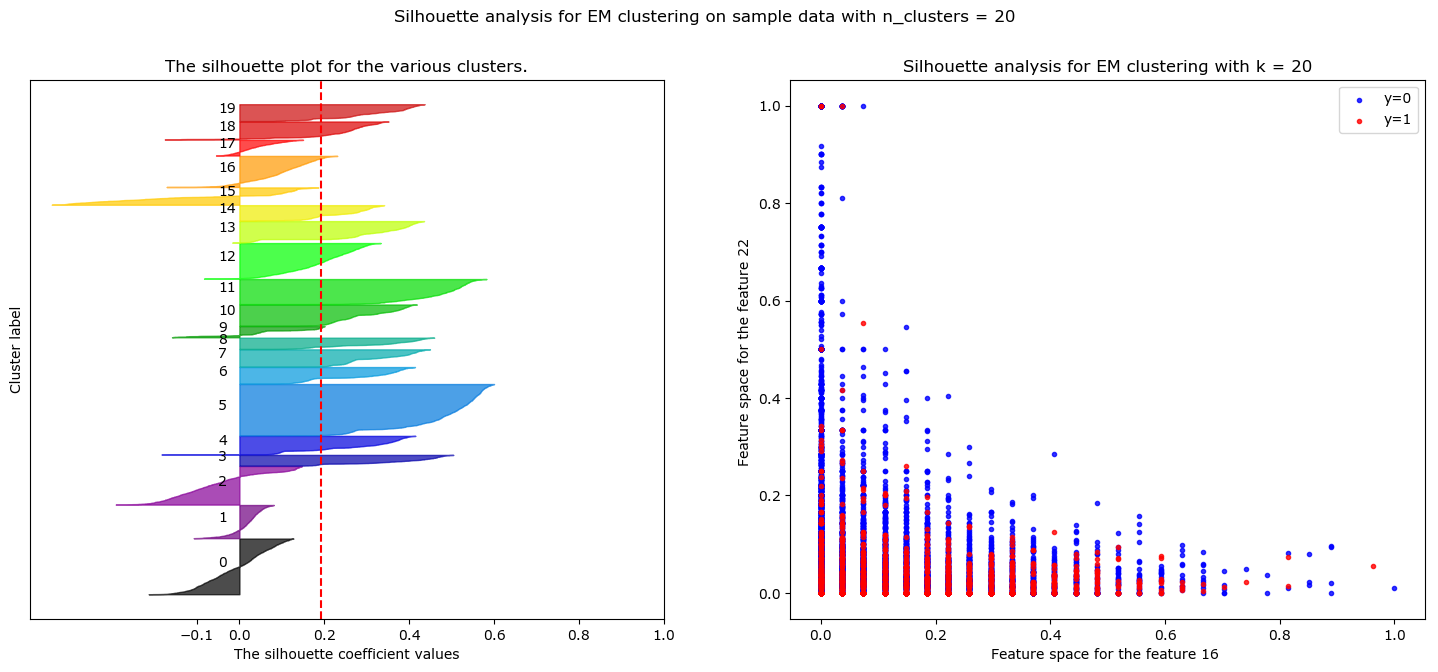 Silhouette analysis for EM clustering on sample data with n_clusters = 20
The silhouette plot for the various clusters.
19
18
17
16
15
14
13
12
11
10
9
8
7
6
5
4
3
2
1
0
Cluster label
−0.1 0.0 0.2 0.4 0.6 0.8 1.0
The silhouette coefficient values
Silhouette analysis for EM clustering with k = 20
y=0
y=1
1.0
0.8
0.6
0.4
0.2
0.0
Feature space for the feature 22
0.0 0.2 0.4 0.6 0.8 1.0
Feature space for the feature 16